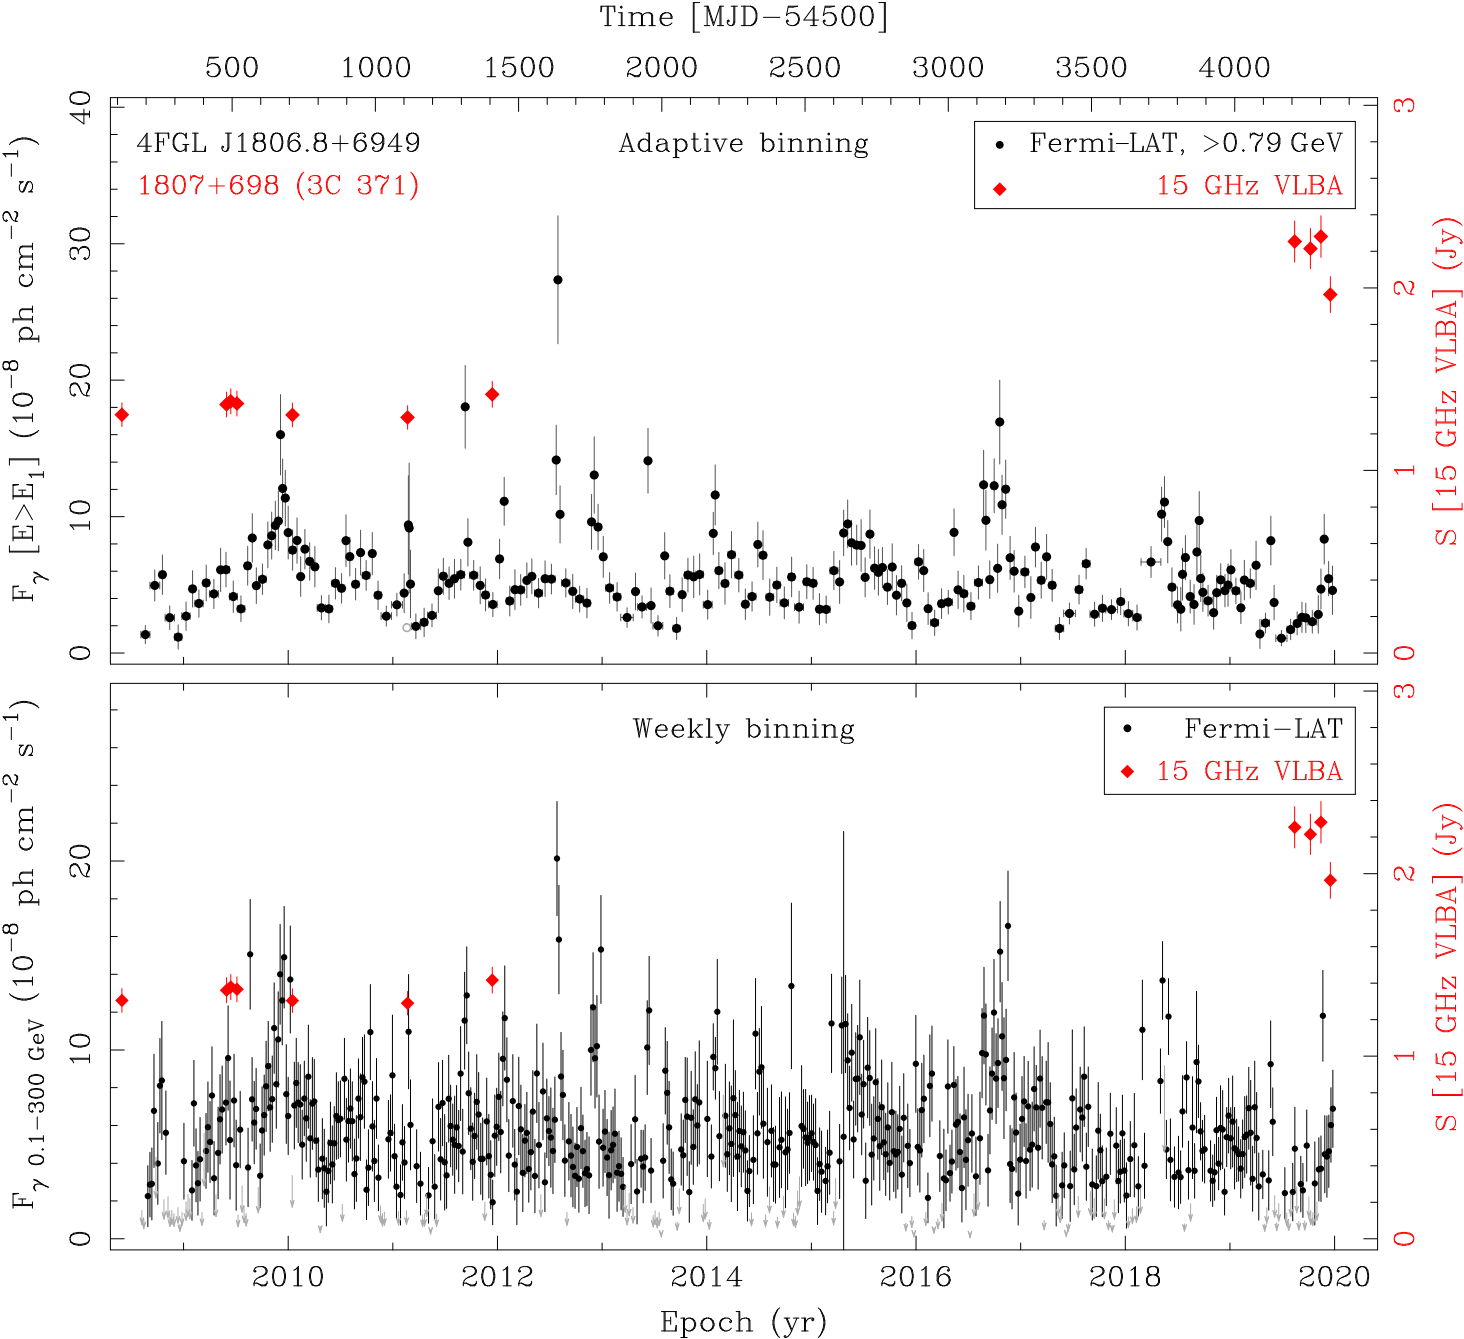 Time [MJD−54500]
500 1000 1500 2000 2500 3000 3500 4000
4FGL J1806.8+6949
1807+698 (3C 371)
Adaptive binning
Fermi−LAT, >0.79 GeV
15 GHz VLBA
F_γ [E>E_1] (10^−8 ph cm^−2 s^−1)
40
30
20
10
0
3
2
1
0
S [15 GHz VLBA] (Jy)
Weekly binning
Fermi−LAT
15 GHz VLBA
F_γ 0.1−300 GeV (10^−8 ph cm^−2 s^−1)
20
10
0
3
2
1
0
S [15 GHz VLBA] (Jy)
2010 2012 2014 2016 2018 2020
Epoch (yr)